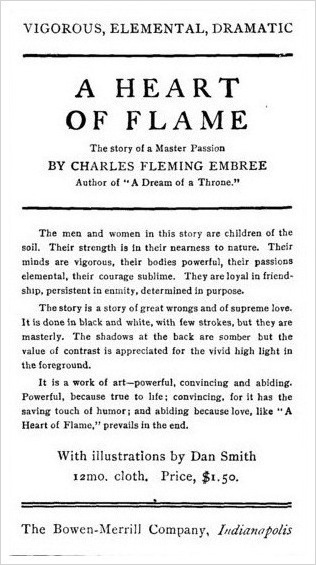 VIGOROUS, ELEMENTAL, DRAMATIC
A HEART
OF FLAME
The story of a Master Passion
BY CHARLES FLEMING EMBREE
Author of "A Dream of a Throne."
The men and women in this story are children of the
soil. Their strength is in their nearness to nature. Their
minds are vigorous, their bodies powerful, their passions
elemental, their courage sublime. They are loyal in friend-
ship, persistent in enmity, determined in purpose.
The story is a story of great wrongs and of supreme love.
It is done in black and white, with few strokes, but they are
masterly. The shadows at the back are somber but the
value of contrast is appreciated for the vivid high light in
the foreground.
It is a work of art—powerful, convincing and abiding.
Powerful, because true to life; convincing, for it has the
saving touch of humor; and abiding because love, like "A
Heart of Flame," prevails in the end.
With illustrations by Dan Smith
12mo. cloth. Price, $1.50.
The Bowen-Merrill Company, Indianapolis